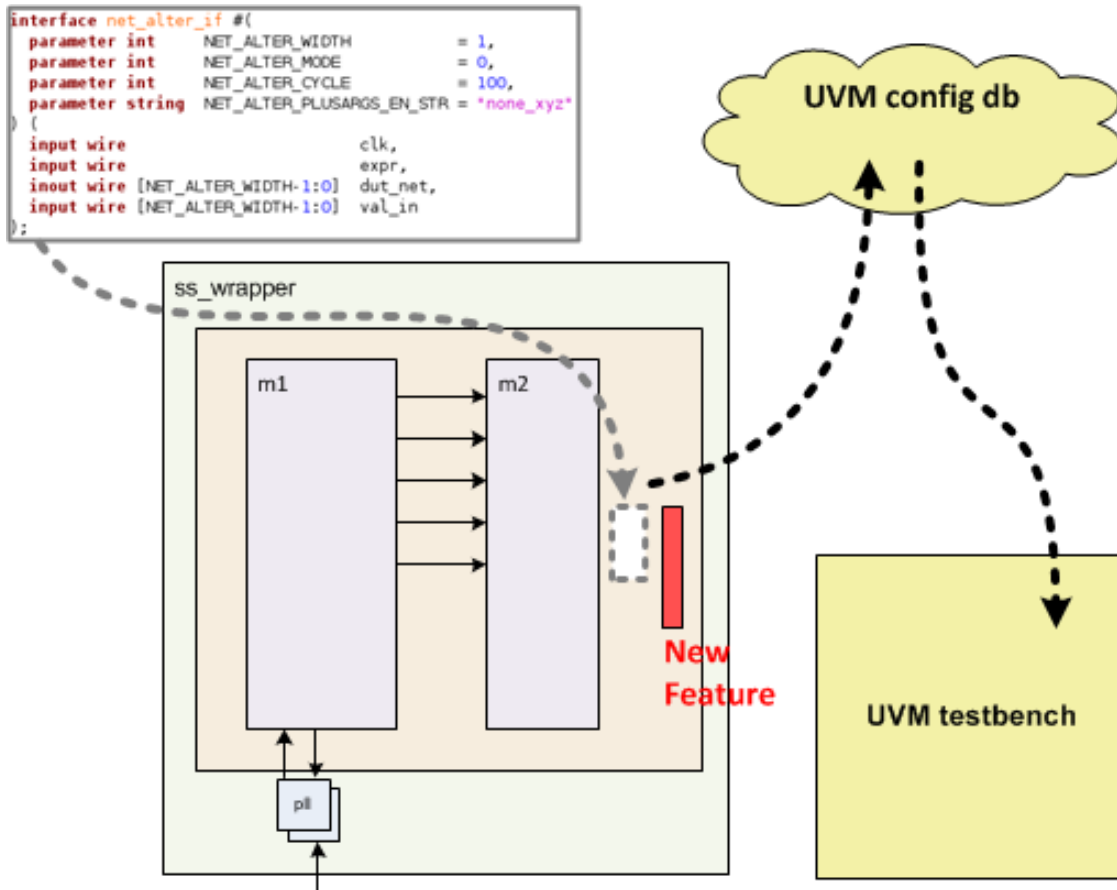 interface net_alter_if #(
parameter int NET_ALTER_WIDTH = 1,
parameter int NET_ALTER_MODE = 0,
parameter int NET_ALTER_CYCLE = 100,
parameter string NET_ALTER_PLUSARGS_EN_STR = "none_xyz"
) (
input wire clk,
input wire expr,
inout wire [NET_ALTER_WIDTH-1:0] dut_net,
input wire [NET_ALTER_WIDTH-1:0] val_in
);
UVM config db
ss_wrapper
m1
m2
New
Feature
UVM testbench
pll